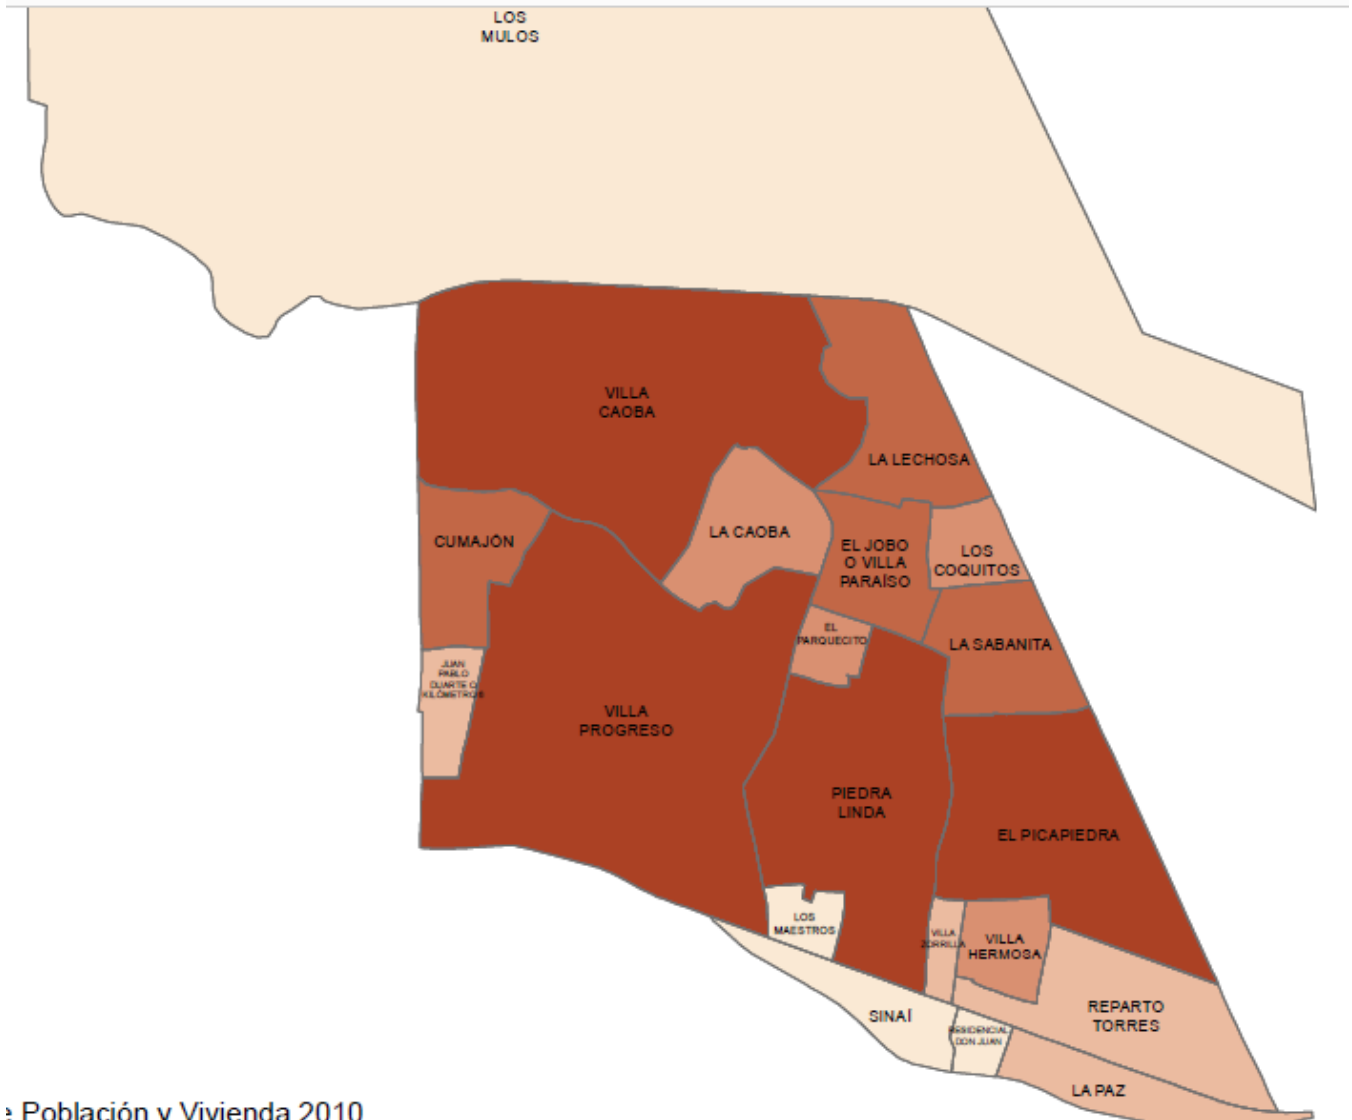 LOS
MULOS
VILLA
CAOBA
LA LECHOSA
LA CAOBA
CUMAJÓN
EL JOBO
O VILLA
PARAÍSO
LOS
COQUITOS
EL
PARQUECITO
LA SABANITA
JUAN
PABLO
DUARTE O
KILÓMETRO 5
VILLA
PROGRESO
PIEDRA
LINDA
EL PICAPIEDRA
LOS
MAESTROS
VILLA
ZORRILLA
VILLA
HERMOSA
SINAÍ
RESIDENCIAL
DON JUAN
REPARTO
TORRES
LA PAZ
Población y Vivienda 2010